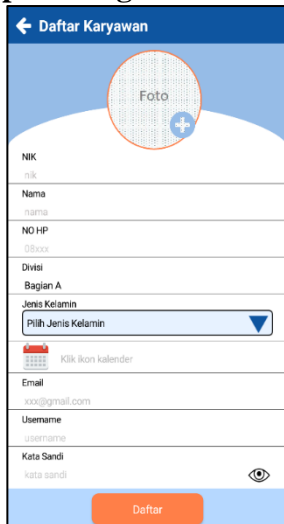 Daftar Karyawan
Foto
NIK
nik
Nama
nama
NO HP
08xxx
Divisi
Bagian A
Jenis Kelamin
Pilih Jenis Kelamin
Klik ikon kalender
Email
xxx@gmail.com
Username
username
Kata Sandi
kata sandi
Daftar